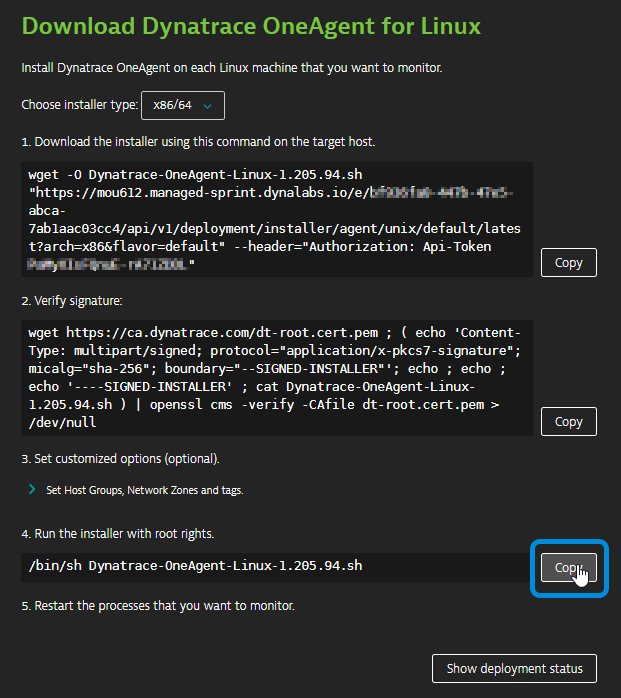 Download Dynatrace OneAgent for Linux
Install Dynatrace OneAgent on each Linux machine that you want to monitor.
Choose installer type: x86/64
1. Download the installer using this command on the target host.
wget -O Dynatrace-OneAgent-Linux-1.205.94.sh
"https://mou612.managed-sprint.dynalabs.io/e/
abca-
7ab1aac03cc4/api/v1/deployment/installer/agent/unix/default/lates
t?arch=x86&flavor=default" --header="Authorization: Api-Token
"
Copy
2. Verify signature:
wget https://ca.dynatrace.com/dt-root.cert.pem ; ( echo 'Content-
Type: multipart/signed; protocol="application/x-pkcs7-signature";
micalg="sha-256"; boundary="--SIGNED-INSTALLER"'; echo ; echo ;
echo '----SIGNED-INSTALLER' ; cat Dynatrace-OneAgent-Linux-
1.205.94.sh ) | openssl cms -verify -CAfile dt-root.cert.pem >
/dev/null
Copy
3. Set customized options (optional).
Set Host Groups, Network Zones and tags.
4. Run the installer with root rights.
/bin/sh Dynatrace-OneAgent-Linux-1.205.94.sh
Copy
5. Restart the processes that you want to monitor.
Show deployment status